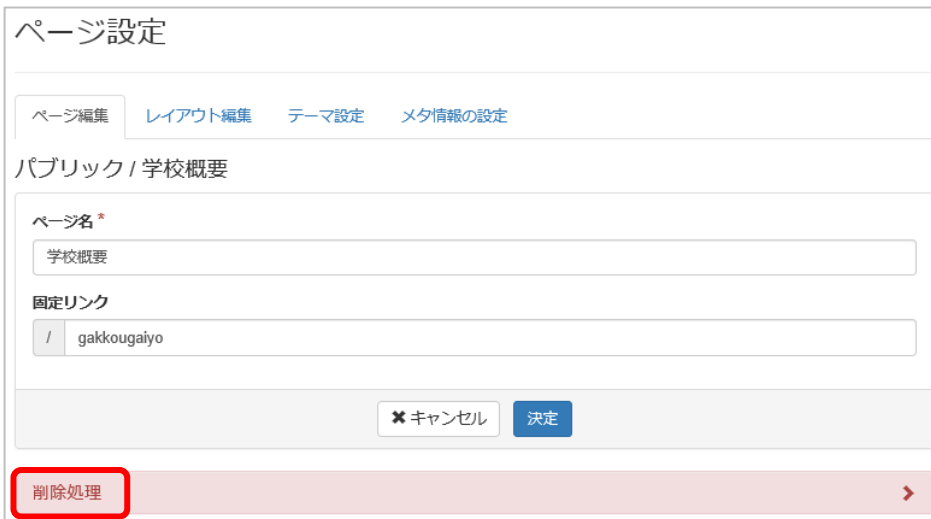 ページ設定
ページ編集 レイアウト編集 テーマ設定 メタ情報の設定
パブリック / 学校概要
ページ名 *
学校概要
固定リンク
/ gakkougaiyo
✖ キャンセル 決定
削除処理